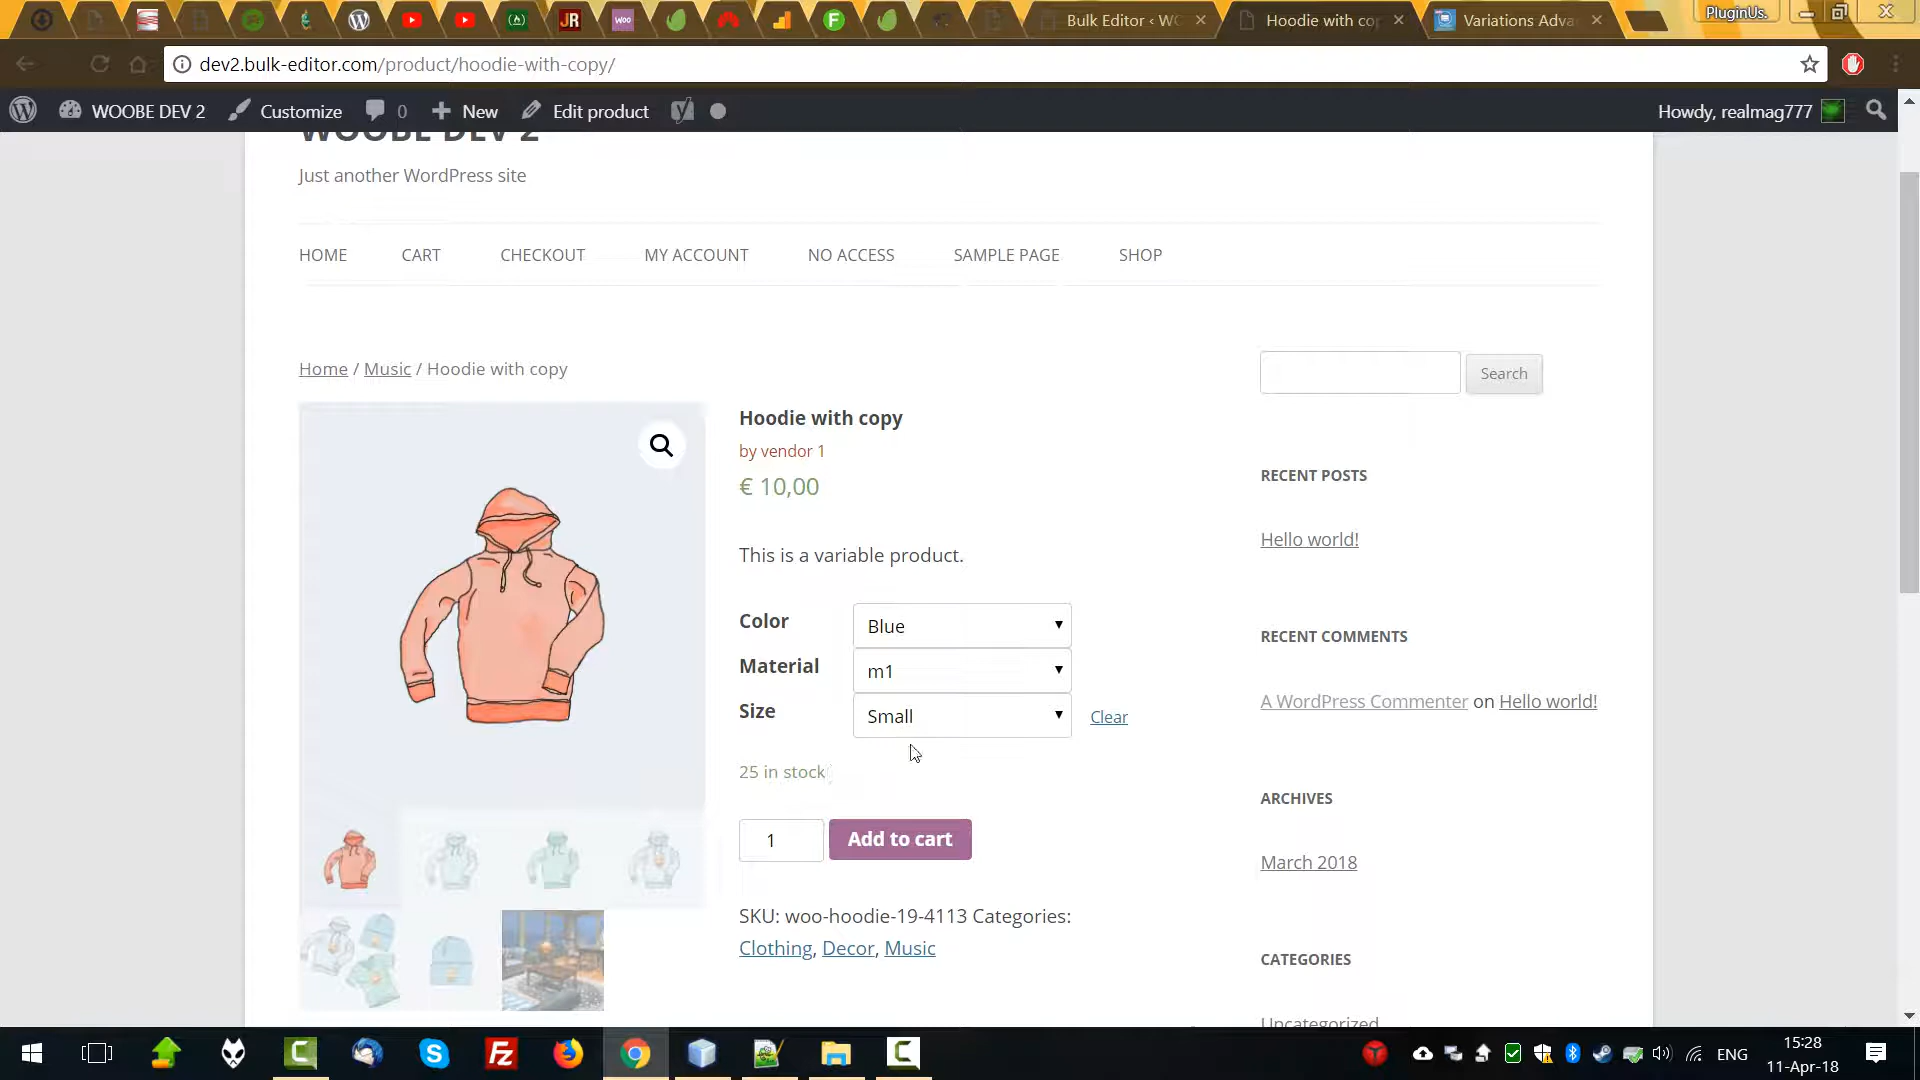 Bulk Editor ‹ WC
Hoodie with co
Variations Adva
PluginUs.
dev2.bulk-editor.com/product/hoodie-with-copy/
WOOBE DEV 2
Customize
0
New
Edit product
Howdy, realmag777
WOOBE DEV 2
Just another WordPress site
HOME
CART
CHECKOUT
MY ACCOUNT
NO ACCESS
SAMPLE PAGE
SHOP
Home / Music / Hoodie with copy
Search
Hoodie with copy
by vendor 1
€ 10,00
This is a variable product.
Color
Blue
Material
m1
Size
Small
Clear
25 in stock
1
Add to cart
SKU: woo-hoodie-19-4113 Categories:
Clothing, Decor, Music
RECENT POSTS
Hello world!
RECENT COMMENTS
A WordPress Commenter on Hello world!
ARCHIVES
March 2018
CATEGORIES
Uncategorized
ENG
15:28
11-Apr-18